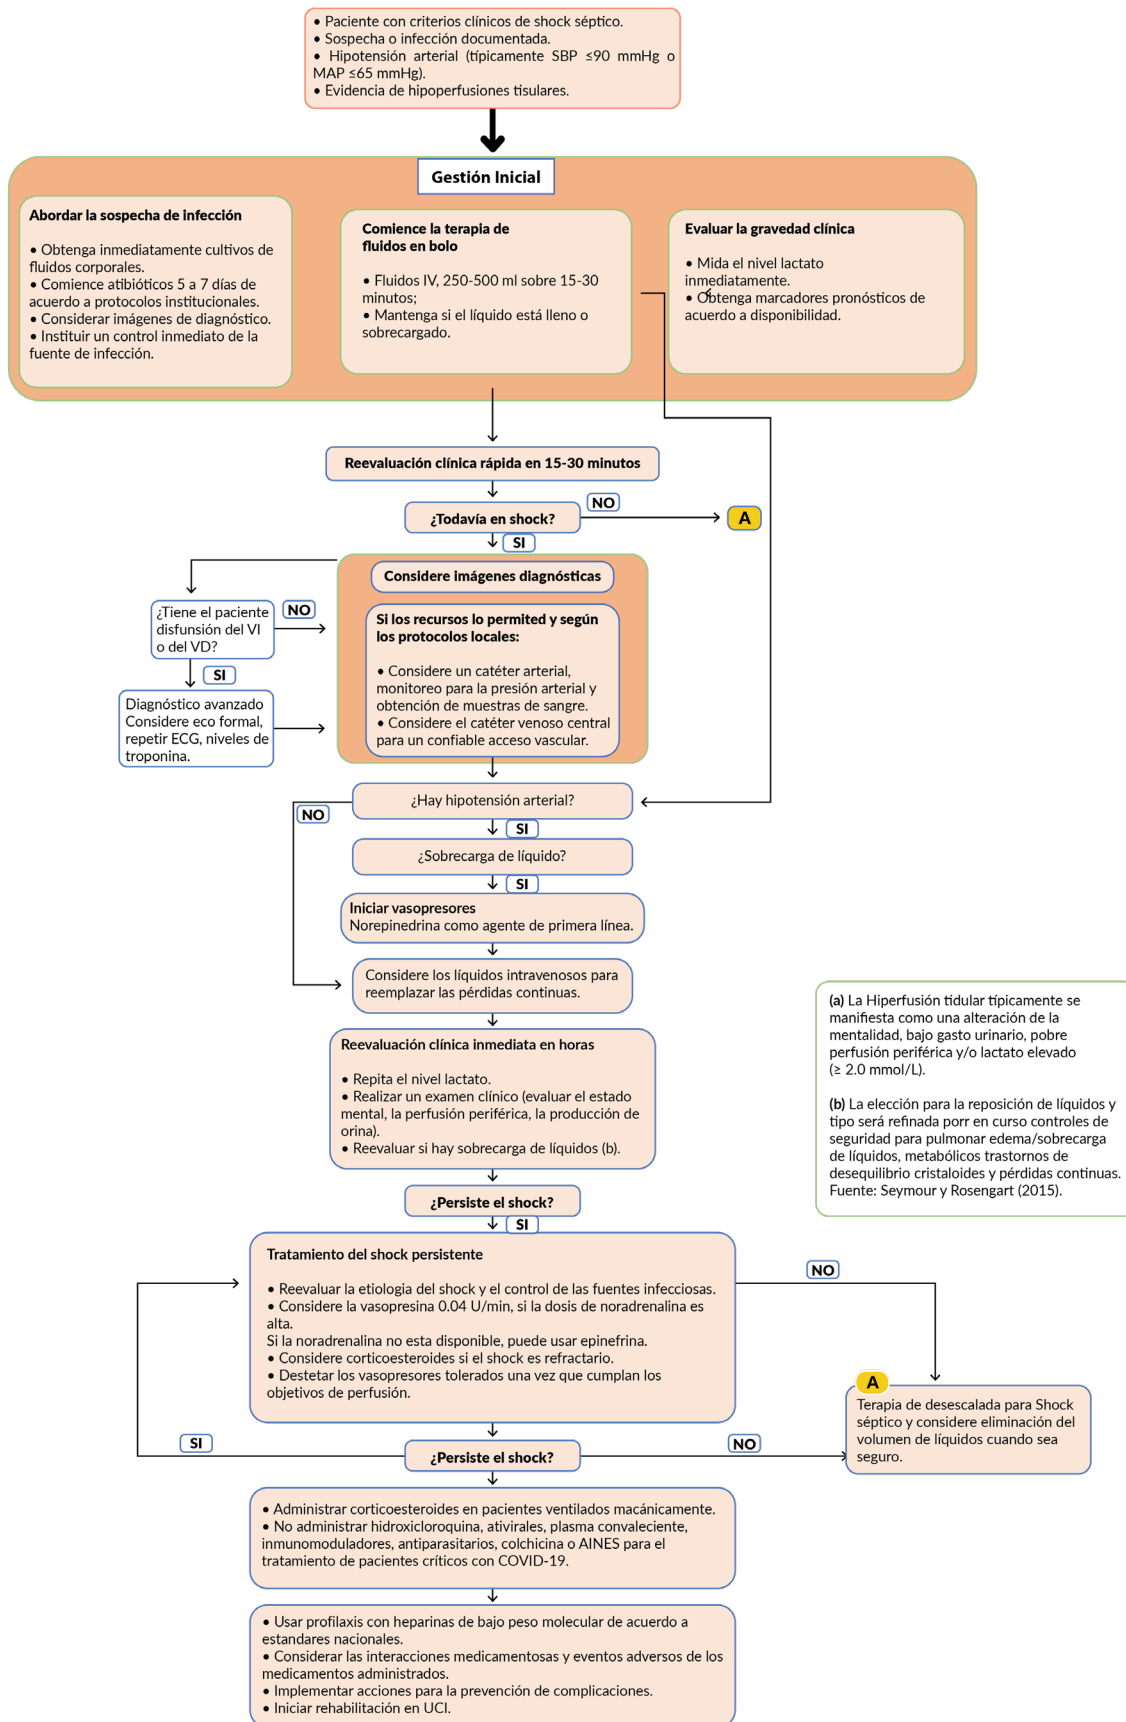 • Paciente con criterios clínicos de shock séptico.
• Sospecha o infección documentada.
• Hipotensión arterial (típicamente SBP ≤90 mmHg o
MAP ≤65 mmHg).
• Evidencia de hipoperfusiones tisulares.
Gestión Inicial
Abordar la sospecha de infección
• Obtenga inmediatamente cultivos de
fluidos corporales.
• Comience atibióticos 5 a 7 días de
acuerdo a protocolos institucionales.
• Considerar imágenes de diagnóstico.
• Instituir un control inmediato de la
fuente de infección.
Comience la terapia de
fluidos en bolo
• Fluidos IV, 250-500 ml sobre 15-30
minutos;
• Mantenga si el líquido está lleno o
sobrecargado.
Evaluar la gravedad clínica
• Mida el nivel lactato
inmediatamente.
• Obtenga marcadores pronósticos de
acuerdo a disponibilidad.
Reevaluación clínica rápida en 15-30 minutos
¿Todavía en shock?
NO
A
SI
Considere imágenes diagnósticas
¿Tiene el paciente
disfunsión del VI
o del VD?
NO
SI
Diagnóstico avanzado
Considere eco formal,
repetir ECG, niveles de
troponina.
Si los recursos lo permited y según
los protocolos locales:
• Considere un catéter arterial,
monitoreo para la presión arterial y
obtención de muestras de sangre.
• Considere el catéter venoso central
para un confiable acceso vascular.
¿Hay hipotensión arterial?
NO
SI
¿Sobrecarga de líquido?
SI
Iniciar vasopresores
Norepinedrina como agente de primera línea.
Considere los líquidos intravenosos para
reemplazar las pérdidas continuas.
Reevaluación clínica inmediata en horas
• Repita el nivel lactato.
• Realizar un examen clínico (evaluar el estado
mental, la perfusión periférica, la producción de
orina).
• Reevaluar si hay sobrecarga de líquidos (b).
(a) La Hiperfusión tidular típicamente se
manifiesta como una alteración de la
mentalidad, bajo gasto urinario, pobre
perfusión periférica y/o lactato elevado
(≥ 2.0 mmol/L).
(b) La elección para la reposición de líquidos y
tipo será refinada porr en curso controles de
seguridad para pulmonar edema/sobrecarga
de líquidos, metabólicos trastornos de
desequilibrio cristaloides y pérdidas continuas.
Fuente: Seymour y Rosengart (2015).
¿Persiste el shock?
SI
Tratamiento del shock persistente
• Reevaluar la etiologia del shock y el control de las fuentes infecciosas.
• Considere la vasopresina 0.04 U/min, si la dosis de noradrenalina es
alta.
Si la noradrenalina no esta disponible, puede usar epinefrina.
• Considere corticoesteroides si el shock es refractario.
• Destetar los vasopresores tolerados una vez que cumplan los
objetivos de perfusión.
NO
A
Terapia de desescalada para Shock
séptico y considere eliminación del
volumen de líquidos cuando sea
seguro.
SI
¿Persiste el shock?
NO
• Administrar corticoesteroides en pacientes ventilados macánicamente.
• No administrar hidroxicloroquina, ativirales, plasma convaleciente,
inmunomoduladores, antiparasitarios, colchicina o AINES para el
tratamiento de pacientes críticos con COVID-19.
• Usar profilaxis con heparinas de bajo peso molecular de acuerdo a
estandares nacionales.
• Considerar las interacciones medicamentosas y eventos adversos de los
medicamentos administrados.
• Implementar acciones para la prevención de complicaciones.
• Iniciar rehabilitación en UCI.